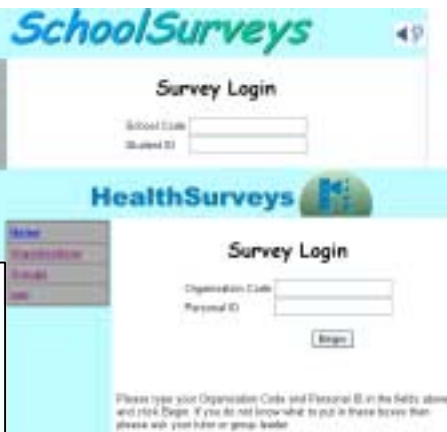 SchoolSurveys
Survey Login
School Code
Student ID
HealthSurveys
Home
Survey Login
Organisation Code
Personal ID
Begin
Please type your Organisation Code and Personal ID in the fields above
and click Begin. If you do not know what to put in these boxes then
please ask your tutor or group leader